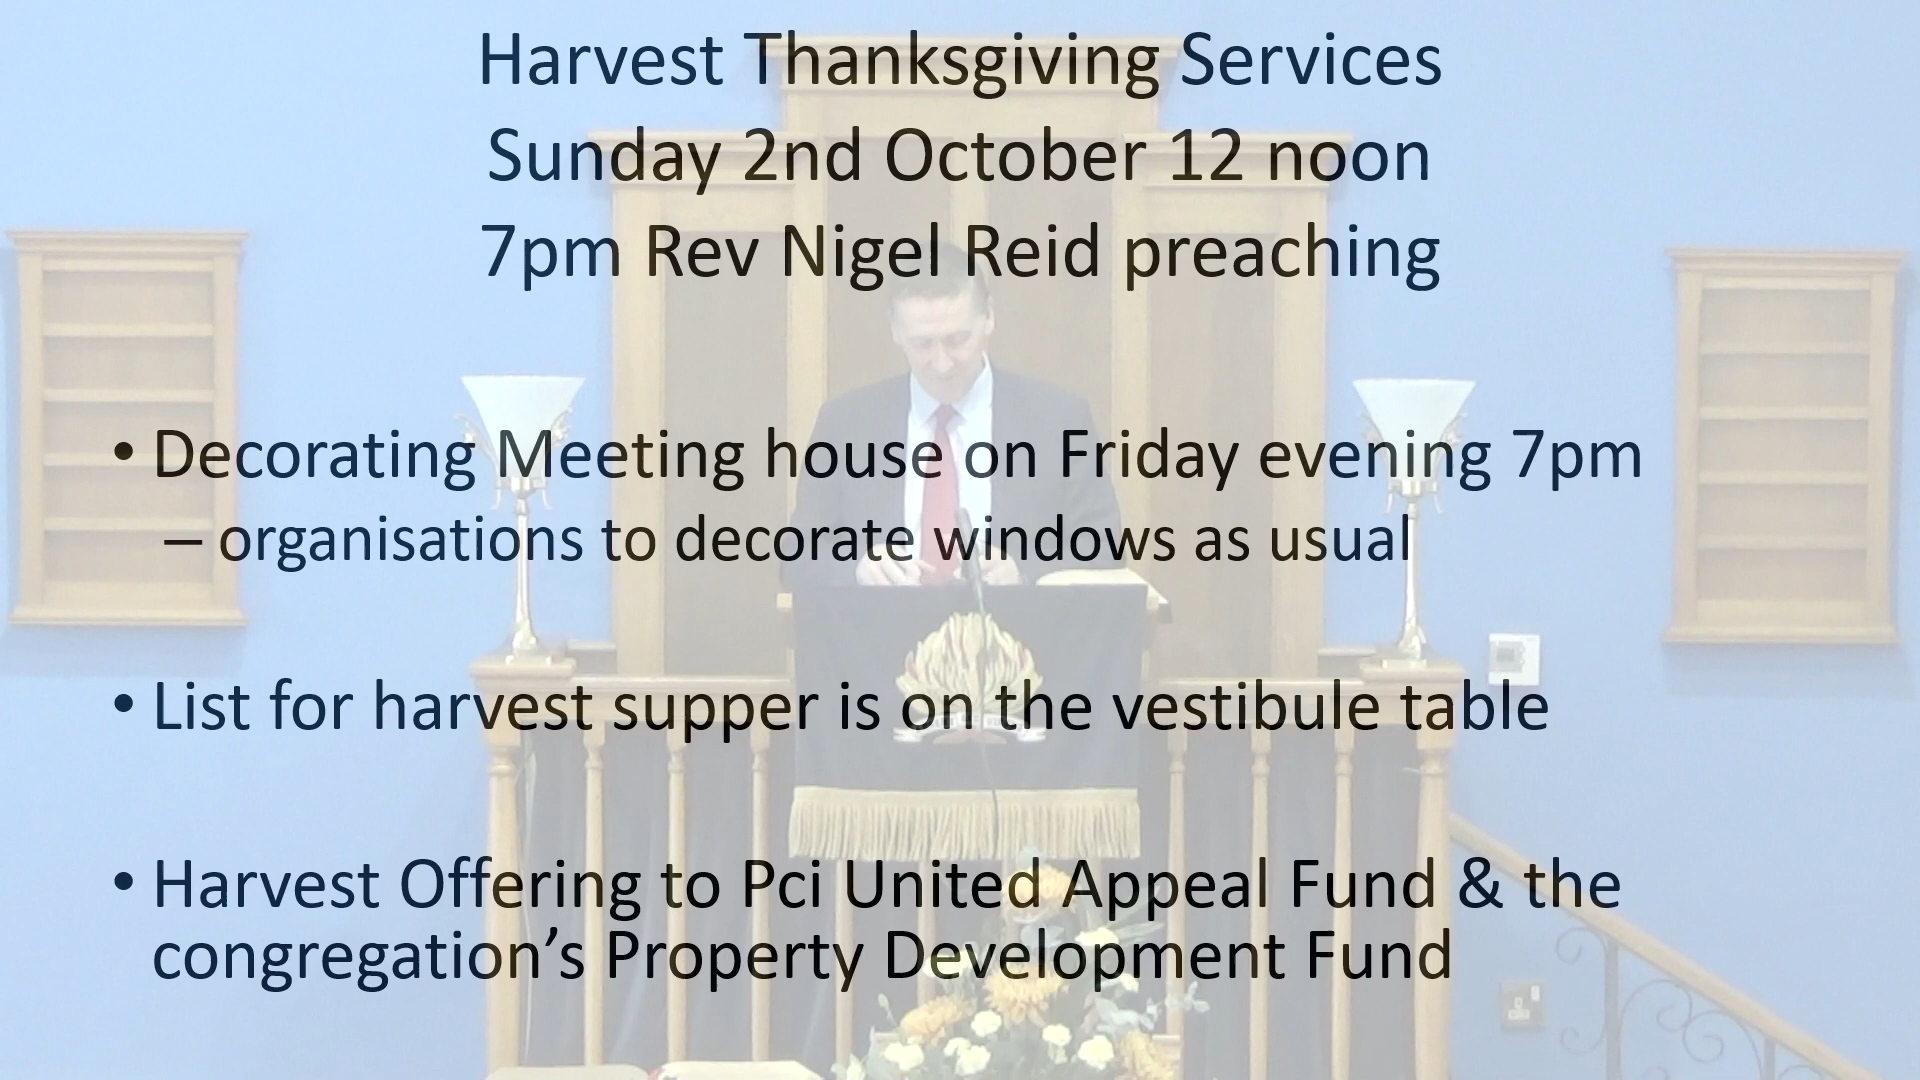 Harvest Thanksgiving Services
Sunday 2nd October 12 noon
7pm Rev Nigel Reid preaching
• Decorating Meeting house on Friday evening 7pm
– organisations to decorate windows as usual
• List for harvest supper is on the vestibule table
• Harvest Offering to Pci United Appeal Fund & the
congregation’s Property Development Fund